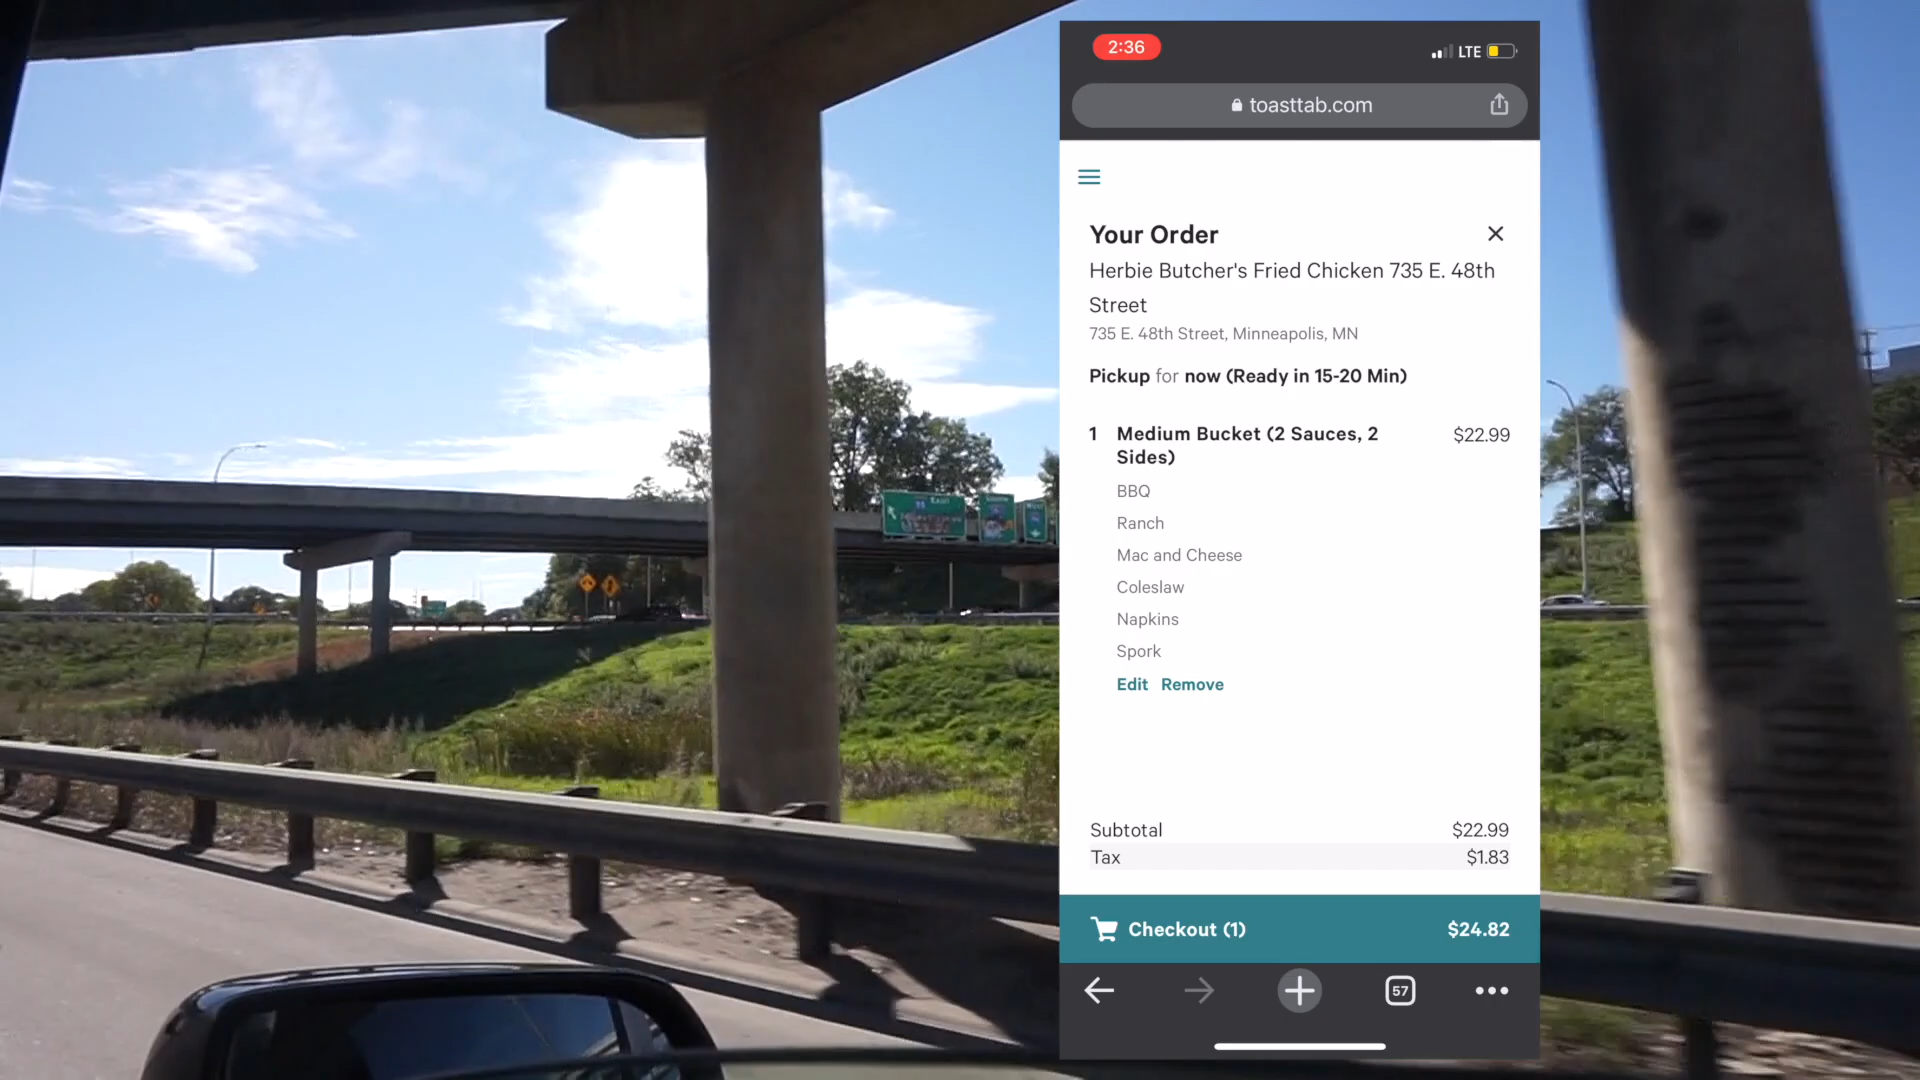 2:36
LTE
toasttab.com
Your Order
Herbie Butcher's Fried Chicken 735 E. 48th
Street
735 E. 48th Street, Minneapolis, MN
Pickup for now (Ready in 15-20 Min)
1 Medium Bucket (2 Sauces, 2 $22.99
Sides)
BBQ
Ranch
Mac and Cheese
Coleslaw
Napkins
Spork
Edit Remove
Subtotal $22.99
Tax $1.83
Checkout (1) $24.82
57